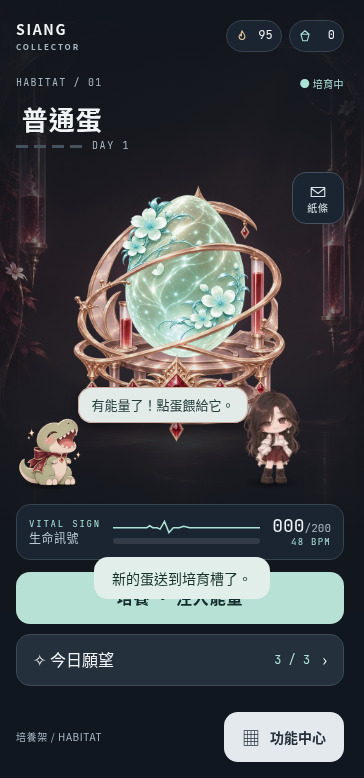 SIANG
COLLECTOR
95
0
HABITAT / 01
培育中
普通蛋
DAY 1
紙條
有能量了！點蛋餵給它。
VITAL SIGN
生命訊號
000/200
48 BPM
新的蛋送到培育槽了。
✧ 今日願望
3 / 3 ›
培養架 / HABITAT
功能中心